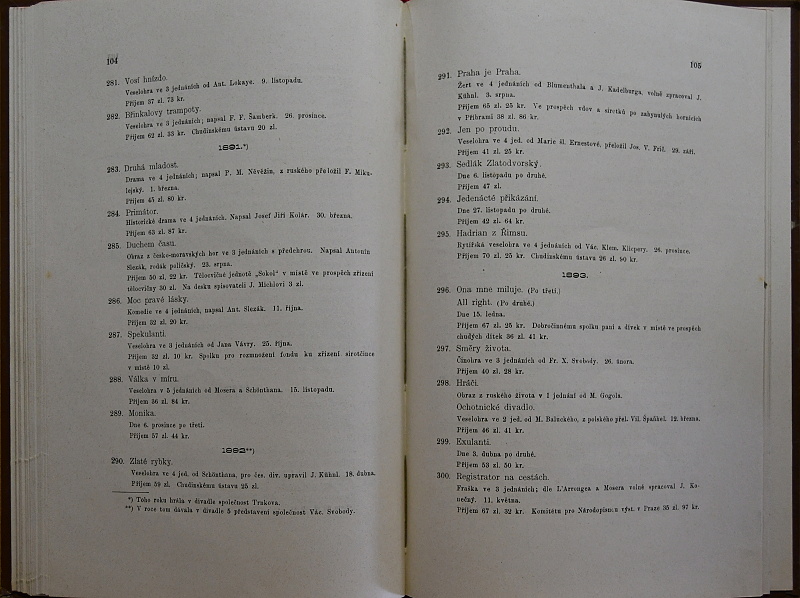 104
281. Vosí hnízdo.
Veselohra ve 3 jednáních od Ant. Lokaye. 9. listopadu.
Příjem 37 zl. 73 kr.
282. Břinkalovy trampoty.
Veselohra ve 3 jednáních; napsal F. F. Šamberk. 26. prosince.
Příjem 62 zl. 33 kr. Chudinskému ústavu 20 zl.
1891.*)
283. Druhá mladost.
Drama ve 4 jednáních; napsal P. M. Něvěžin, z ruského přeložil F. Miku-
lejský. 1. března.
Příjem 45 zl. 80 kr.
284. Primátor.
Historické drama ve 4 jednáních. Napsal Josef Jiří Kolár. 30. března.
Příjem 63 zl. 87 kr.
285. Duchem času.
Obraz z česko-moravských hor ve 3 jednáních s předehrou. Napsal Antonín
Slezák, rodák poličský. 23. srpna.
Příjem 50 zl. 22 kr. Tělocvičné jednotě „Sokol" v místě ve prospěch zřízení
tělocvičny 30 zl. Na desku spisovateli J. Michlovi 3 zl.
286. Moc pravé lásky.
Komedie ve 4 jednáních, napsal Ant. Slezák. 11. října.
Příjem 32 zl. 20 kr.
287. Spekulanti.
Veselohra ve 3 jednáních od Jana Vávry. 25. října.
Příjem 32 zl. 10 kr. Spolku pro rozmnožení fondu ku zřízení sirotčince
v místě 10 zl.
288. Válka v míru.
Veselohra v 5 jednáních od Mosera a Schönthana. 15. listopadu.
Příjem 36 zl. 84 kr.
289. Monika.
Dne 6. prosince po třetí.
Příjem 57 zl. 44 kr.
1892**)
290. Zlaté rybky.
Veselohra ve 4 jed. od Schönthana, pro čes. div. upravil J. Kühnl. 18. dubna.
Příjem 59 zl. Chudinskému ústavu 25 zl.
*) Toho roku hrála v divadle společnost Trnkova.
**) V roce tom dávala v divadle 5 představení společnost Vác. Svobody.
105
291. Praha je Praha.
Žert ve 4 jednáních od Blumenthala a J. Kadelburga, volně zpracoval J.
Kühnl. 3. srpna.
Příjem 65 zl. 25 kr. Ve prospěch vdov a sirotků po zahynulých hornících
v Příbrami 38 zl. 86 kr.
292. Jen po proudu.
Veselohra ve 4 jed. od Marie šl. Ernestové, přeložil Jos. V. Frič. 29. září.
Příjem 41 zl. 25 kr.
293. Sedlák Zlatodvorský.
Dne 6. listopadu po druhé.
Příjem 47 zl.
294. Jedenácté přikázání.
Dne 27. listopadu po druhé.
Příjem 42 zl. 64 kr.
295. Hadrian z Římsu.
Rytířská veselohra ve 4 jednáních od Vác. Klem. Klicpery. 26. prosince.
Příjem 70 zl. 25 kr. Chudinskému ústavu 26 zl. 90 kr.
1893.
296. Ona mne miluje. (Po třetí.)
All right. (Po druhé.)
Dne 15. ledna.
Příjem 67 zl. 25 kr. Dobročinnému spolku paní a dívek v místě ve prospěch
chudých dítek 36 zl. 41 kr.
297. Směry života.
Činohra ve 3 jednáních od Fr. X. Svobody. 26. února.
Příjem 40 zl. 28 kr.
298. Hráči.
Obraz z ruského života v 1 jednání od M. Gogola.
Ochotnické divadlo.
Veselohra ve 2 jed. od M. Baluckého, z polského přel. Vil. Špaňhel. 12. března.
Příjem 46 zl. 41 kr.
299. Exulanti.
Dne 3. dubna po druhé.
Příjem 53 zl. 50 kr.
300. Registrator na cestách.
Fraška ve 3 jednáních; dle L'Arrongea a Mosera volně spracoval J. Ko-
nečný. 11. května.
Příjem 67 zl. 32 kr. Komitétu pro Národopisnou výst. v Praze 35 zl. 97 kr.